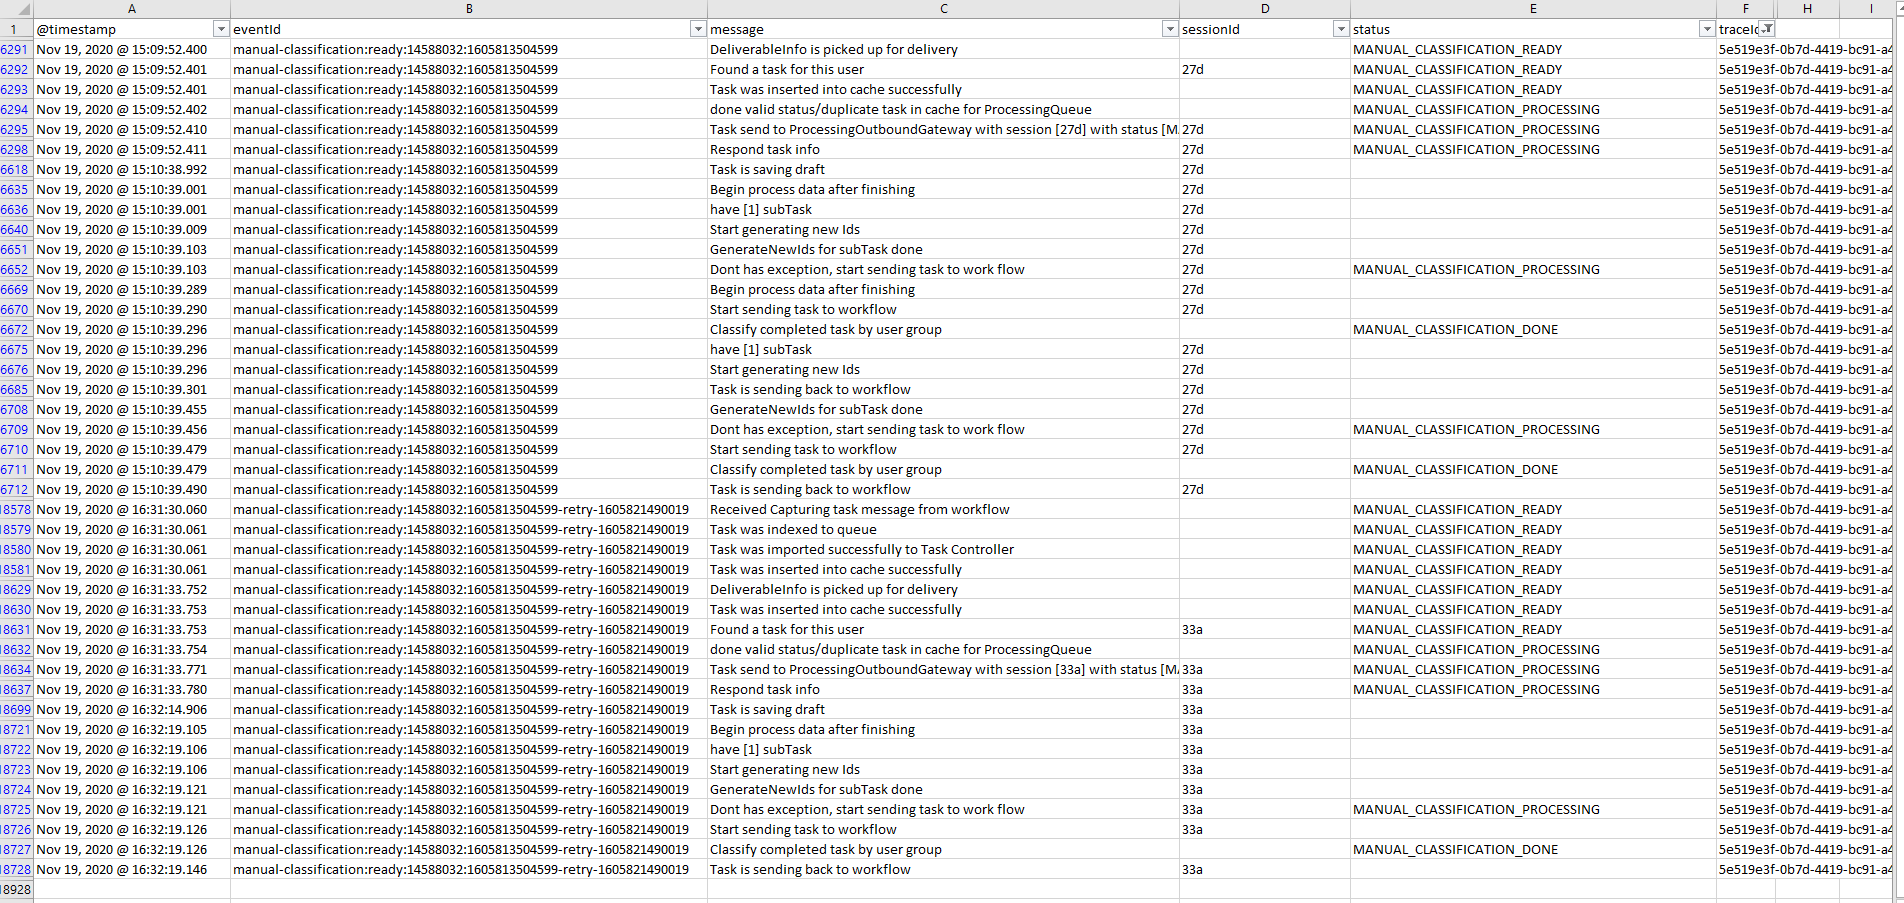 A B C D E F H I
1 @timestamp eventId message sessionId status traceId
6291 Nov 19, 2020 @ 15:09:52.400 manual-classification:ready:14588032:1605813504599 DeliverableInfo is picked up for delivery MANUAL_CLASSIFICATION_READY 5e519e3f-0b7d-4419-bc91-a4
6292 Nov 19, 2020 @ 15:09:52.401 manual-classification:ready:14588032:1605813504599 Found a task for this user 27d MANUAL_CLASSIFICATION_READY 5e519e3f-0b7d-4419-bc91-a4
6293 Nov 19, 2020 @ 15:09:52.401 manual-classification:ready:14588032:1605813504599 Task was inserted into cache successfully MANUAL_CLASSIFICATION_READY 5e519e3f-0b7d-4419-bc91-a4
6294 Nov 19, 2020 @ 15:09:52.402 manual-classification:ready:14588032:1605813504599 done valid status/duplicate task in cache for ProcessingQueue MANUAL_CLASSIFICATION_PROCESSING 5e519e3f-0b7d-4419-bc91-a4
6295 Nov 19, 2020 @ 15:09:52.410 manual-classification:ready:14588032:1605813504599 Task send to ProcessingOutboundGateway with session [27d] with status [M 27d MANUAL_CLASSIFICATION_PROCESSING 5e519e3f-0b7d-4419-bc91-a4
6298 Nov 19, 2020 @ 15:09:52.411 manual-classification:ready:14588032:1605813504599 Respond task info 27d MANUAL_CLASSIFICATION_PROCESSING 5e519e3f-0b7d-4419-bc91-a4
6618 Nov 19, 2020 @ 15:10:38.992 manual-classification:ready:14588032:1605813504599 Task is saving draft 27d 5e519e3f-0b7d-4419-bc91-a4
6635 Nov 19, 2020 @ 15:10:39.001 manual-classification:ready:14588032:1605813504599 Begin process data after finishing 27d 5e519e3f-0b7d-4419-bc91-a4
6636 Nov 19, 2020 @ 15:10:39.001 manual-classification:ready:14588032:1605813504599 have [1] subTask 27d 5e519e3f-0b7d-4419-bc91-a4
6640 Nov 19, 2020 @ 15:10:39.009 manual-classification:ready:14588032:1605813504599 Start generating new Ids 27d 5e519e3f-0b7d-4419-bc91-a4
6651 Nov 19, 2020 @ 15:10:39.103 manual-classification:ready:14588032:1605813504599 GenerateNewIds for subTask done 27d 5e519e3f-0b7d-4419-bc91-a4
6652 Nov 19, 2020 @ 15:10:39.103 manual-classification:ready:14588032:1605813504599 Dont has exception, start sending task to work flow 27d MANUAL_CLASSIFICATION_PROCESSING 5e519e3f-0b7d-4419-bc91-a4
6669 Nov 19, 2020 @ 15:10:39.289 manual-classification:ready:14588032:1605813504599 Begin process data after finishing 27d 5e519e3f-0b7d-4419-bc91-a4
6670 Nov 19, 2020 @ 15:10:39.290 manual-classification:ready:14588032:1605813504599 Start sending task to workflow 27d 5e519e3f-0b7d-4419-bc91-a4
6672 Nov 19, 2020 @ 15:10:39.296 manual-classification:ready:14588032:1605813504599 Classify completed task by user group MANUAL_CLASSIFICATION_DONE 5e519e3f-0b7d-4419-bc91-a4
6675 Nov 19, 2020 @ 15:10:39.296 manual-classification:ready:14588032:1605813504599 have [1] subTask 27d 5e519e3f-0b7d-4419-bc91-a4
6676 Nov 19, 2020 @ 15:10:39.296 manual-classification:ready:14588032:1605813504599 Start generating new Ids 27d 5e519e3f-0b7d-4419-bc91-a4
6685 Nov 19, 2020 @ 15:10:39.301 manual-classification:ready:14588032:1605813504599 Task is sending back to workflow 27d 5e519e3f-0b7d-4419-bc91-a4
6708 Nov 19, 2020 @ 15:10:39.455 manual-classification:ready:14588032:1605813504599 GenerateNewIds for subTask done 27d 5e519e3f-0b7d-4419-bc91-a4
6709 Nov 19, 2020 @ 15:10:39.456 manual-classification:ready:14588032:1605813504599 Dont has exception, start sending task to work flow 27d MANUAL_CLASSIFICATION_PROCESSING 5e519e3f-0b7d-4419-bc91-a4
6710 Nov 19, 2020 @ 15:10:39.479 manual-classification:ready:14588032:1605813504599 Start sending task to workflow 27d 5e519e3f-0b7d-4419-bc91-a4
6711 Nov 19, 2020 @ 15:10:39.479 manual-classification:ready:14588032:1605813504599 Classify completed task by user group MANUAL_CLASSIFICATION_DONE 5e519e3f-0b7d-4419-bc91-a4
6712 Nov 19, 2020 @ 15:10:39.490 manual-classification:ready:14588032:1605813504599 Task is sending back to workflow 27d 5e519e3f-0b7d-4419-bc91-a4
18578 Nov 19, 2020 @ 16:31:30.060 manual-classification:ready:14588032:1605813504599-retry-1605821490019 Received Capturing task message from workflow MANUAL_CLASSIFICATION_READY 5e519e3f-0b7d-4419-bc91-a4
18579 Nov 19, 2020 @ 16:31:30.061 manual-classification:ready:14588032:1605813504599-retry-1605821490019 Task was indexed to queue MANUAL_CLASSIFICATION_READY 5e519e3f-0b7d-4419-bc91-a4
18580 Nov 19, 2020 @ 16:31:30.061 manual-classification:ready:14588032:1605813504599-retry-1605821490019 Task was imported successfully to Task Controller MANUAL_CLASSIFICATION_READY 5e519e3f-0b7d-4419-bc91-a4
18581 Nov 19, 2020 @ 16:31:30.061 manual-classification:ready:14588032:1605813504599-retry-1605821490019 Task was inserted into cache successfully MANUAL_CLASSIFICATION_READY 5e519e3f-0b7d-4419-bc91-a4
18629 Nov 19, 2020 @ 16:31:33.752 manual-classification:ready:14588032:1605813504599-retry-1605821490019 DeliverableInfo is picked up for delivery MANUAL_CLASSIFICATION_READY 5e519e3f-0b7d-4419-bc91-a4
18630 Nov 19, 2020 @ 16:31:33.753 manual-classification:ready:14588032:1605813504599-retry-1605821490019 Task was inserted into cache successfully MANUAL_CLASSIFICATION_READY 5e519e3f-0b7d-4419-bc91-a4
18631 Nov 19, 2020 @ 16:31:33.753 manual-classification:ready:14588032:1605813504599-retry-1605821490019 Found a task for this user 33a MANUAL_CLASSIFICATION_READY 5e519e3f-0b7d-4419-bc91-a4
18632 Nov 19, 2020 @ 16:31:33.754 manual-classification:ready:14588032:1605813504599-retry-1605821490019 done valid status/duplicate task in cache for ProcessingQueue MANUAL_CLASSIFICATION_PROCESSING 5e519e3f-0b7d-4419-bc91-a4
18634 Nov 19, 2020 @ 16:31:33.771 manual-classification:ready:14588032:1605813504599-retry-1605821490019 Task send to ProcessingOutboundGateway with session [33a] with status [M 33a MANUAL_CLASSIFICATION_PROCESSING 5e519e3f-0b7d-4419-bc91-a4
18637 Nov 19, 2020 @ 16:31:33.780 manual-classification:ready:14588032:1605813504599-retry-1605821490019 Respond task info 33a MANUAL_CLASSIFICATION_PROCESSING 5e519e3f-0b7d-4419-bc91-a4
18699 Nov 19, 2020 @ 16:32:14.906 manual-classification:ready:14588032:1605813504599-retry-1605821490019 Task is saving draft 33a 5e519e3f-0b7d-4419-bc91-a4
18721 Nov 19, 2020 @ 16:32:19.105 manual-classification:ready:14588032:1605813504599-retry-1605821490019 Begin process data after finishing 33a 5e519e3f-0b7d-4419-bc91-a4
18722 Nov 19, 2020 @ 16:32:19.106 manual-classification:ready:14588032:1605813504599-retry-1605821490019 have [1] subTask 33a 5e519e3f-0b7d-4419-bc91-a4
18723 Nov 19, 2020 @ 16:32:19.106 manual-classification:ready:14588032:1605813504599-retry-1605821490019 Start generating new Ids 33a 5e519e3f-0b7d-4419-bc91-a4
18724 Nov 19, 2020 @ 16:32:19.121 manual-classification:ready:14588032:1605813504599-retry-1605821490019 GenerateNewIds for subTask done 33a 5e519e3f-0b7d-4419-bc91-a4
18725 Nov 19, 2020 @ 16:32:19.121 manual-classification:ready:14588032:1605813504599-retry-1605821490019 Dont has exception, start sending task to work flow 33a MANUAL_CLASSIFICATION_PROCESSING 5e519e3f-0b7d-4419-bc91-a4
18726 Nov 19, 2020 @ 16:32:19.126 manual-classification:ready:14588032:1605813504599-retry-1605821490019 Start sending task to workflow 33a 5e519e3f-0b7d-4419-bc91-a4
18727 Nov 19, 2020 @ 16:32:19.126 manual-classification:ready:14588032:1605813504599-retry-1605821490019 Classify completed task by user group MANUAL_CLASSIFICATION_DONE 5e519e3f-0b7d-4419-bc91-a4
18728 Nov 19, 2020 @ 16:32:19.146 manual-classification:ready:14588032:1605813504599-retry-1605821490019 Task is sending back to workflow 33a 5e519e3f-0b7d-4419-bc91-a4
18928